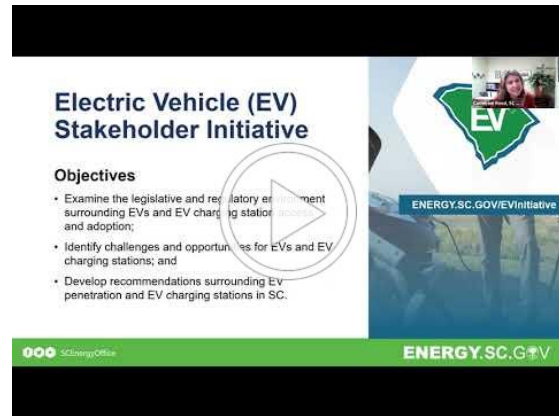 Electric Vehicle (EV)
Stakeholder Initiative
Objectives
• Examine the legislative and regulatory environment
surrounding EVs and EV charging station access
and adoption;
• Identify challenges and opportunities for EVs and EV
charging stations; and
• Develop recommendations surrounding EV
penetration and EV charging stations in SC.
EV
ENERGY.SC.GOV/EVInitiative
SCEnergyOffice
ENERGY.SC.GOV